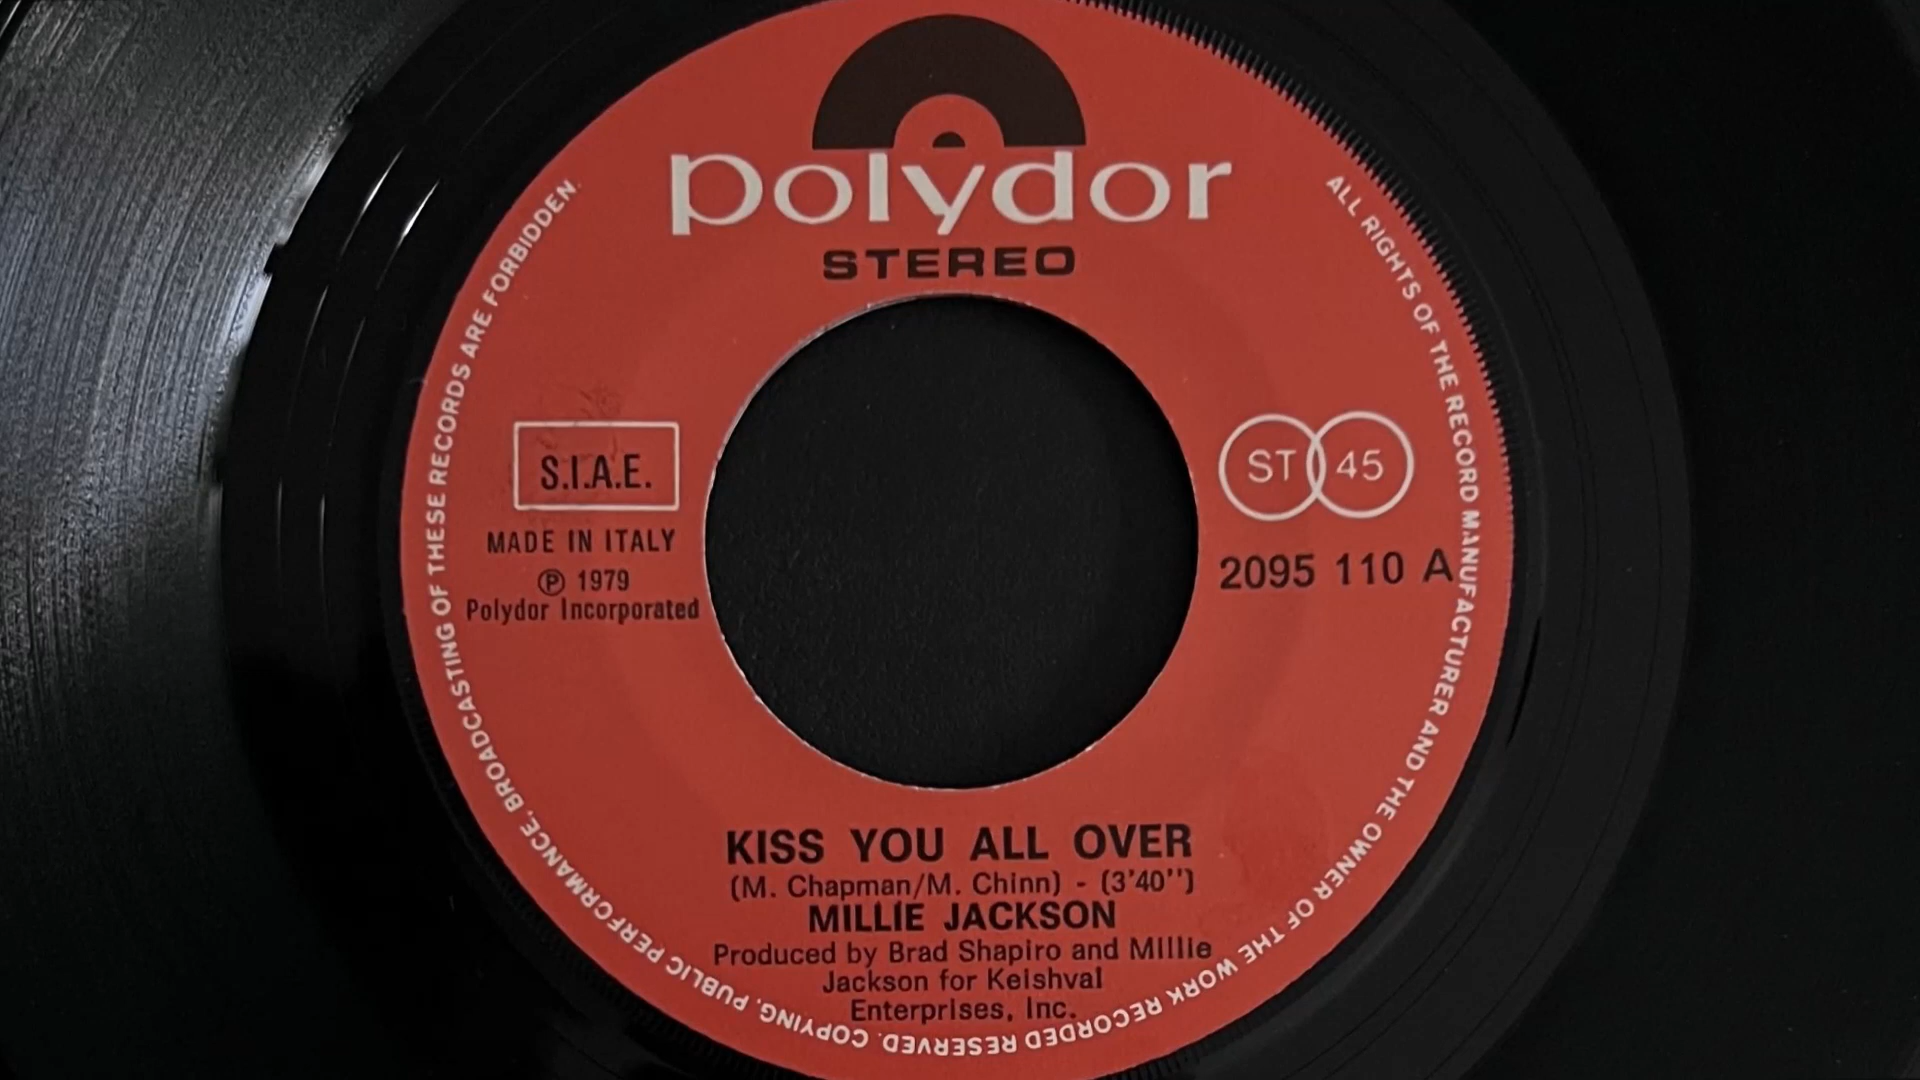 polydor
STEREO
ALL RIGHTS OF THE RECORD MANUFACTURER AND THE OWNER OF THE WORK RECORDED RESERVED. COPYING, PUBLIC PERFORMANCE, BROADCASTING OF THESE RECORDS ARE FORBIDDEN.
S.I.A.E.
MADE IN ITALY
℗ 1979
Polydor Incorporated
ST 45
2095 110 A
KISS YOU ALL OVER
(M. Chapman/M. Chinn) - (3'40'')
MILLIE JACKSON
Produced by Brad Shapiro and Millie
Jackson for Keishval
Enterprises, Inc.